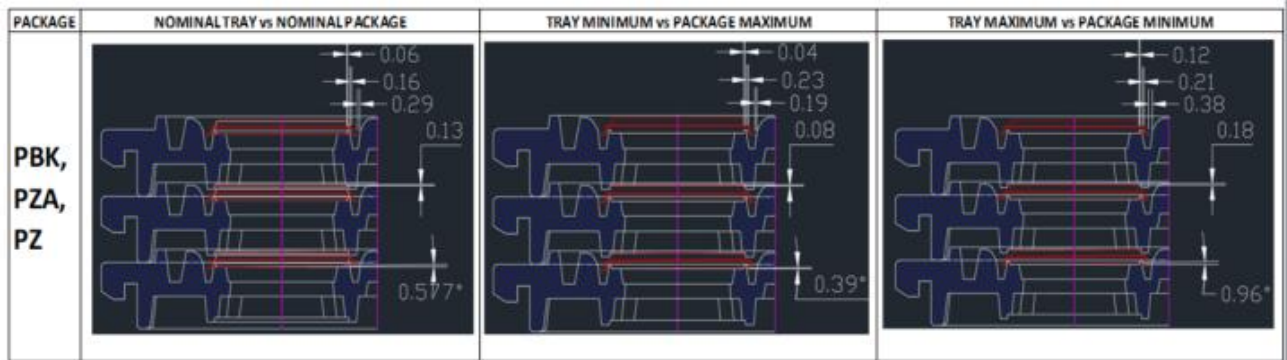 PACKAGE
NOMINAL TRAY vs NOMINAL PACKAGE
TRAY MINIMUM vs PACKAGE MAXIMUM
TRAY MAXIMUM vs PACKAGE MINIMUM
PBK,
PZA,
PZ
0.06
0.16
0.29
0.13
0.577°
0.04
0.23
0.19
0.08
0.39°
0.12
0.21
0.38
0.18
0.96°